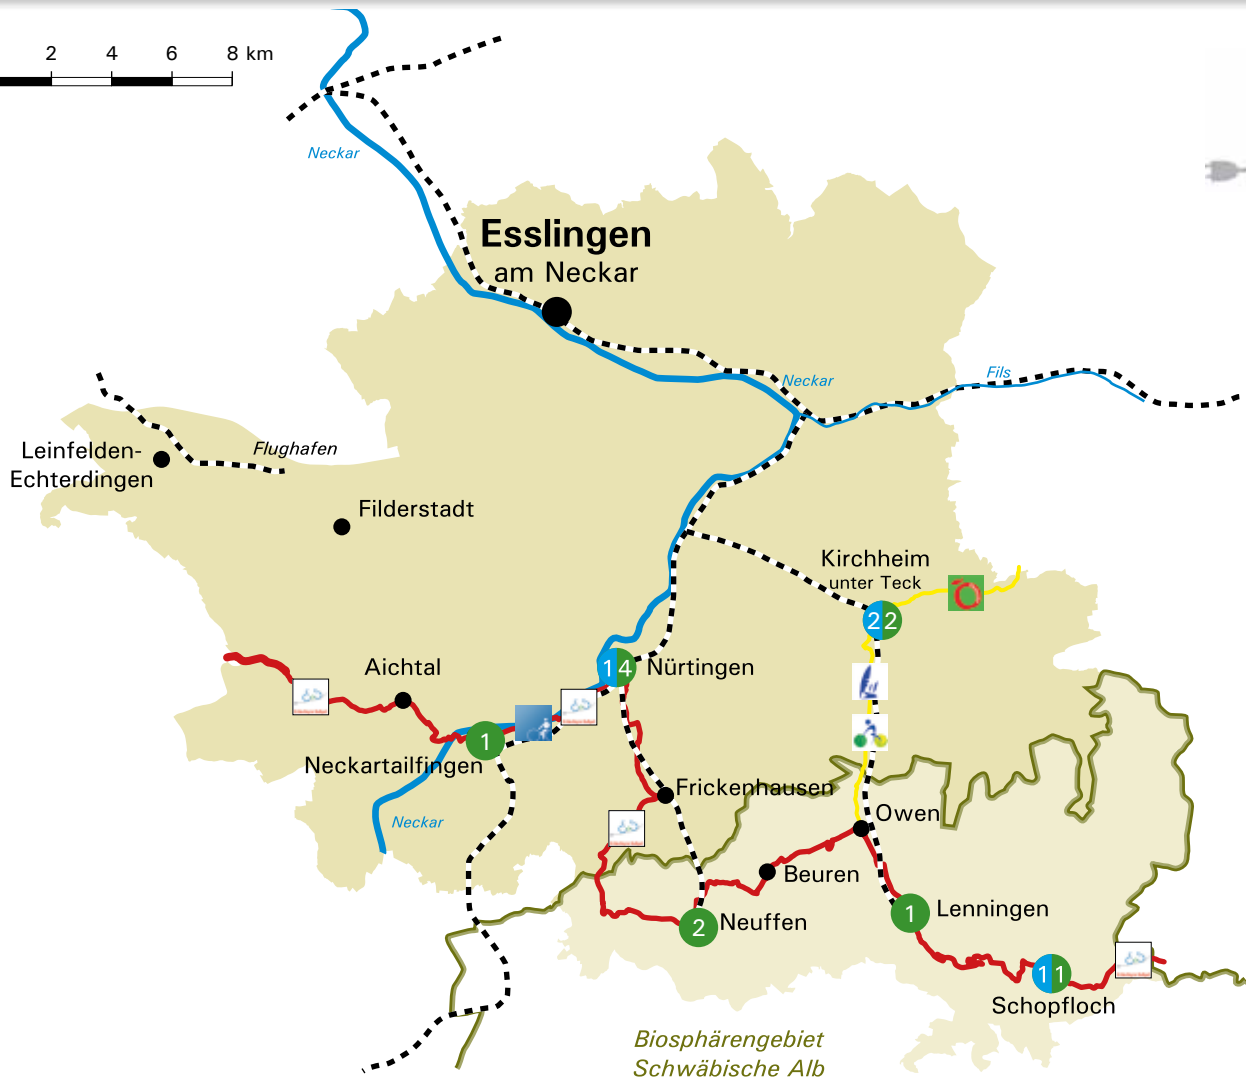 2 4 6 8 km
Neckar
Esslingen
am Neckar
Neckar
Fils
Leinfelden-
Echterdingen
Flughafen
Filderstadt
Kirchheim
unter Teck
2 2
Aichtal
1 4 Nürtingen
1
Neckartailfingen
Frickenhausen
Neckar
Owen
Beuren
2 Neuffen
1 Lenningen
1 1
Schopfloch
Biosphärengebiet
Schwäbische Alb